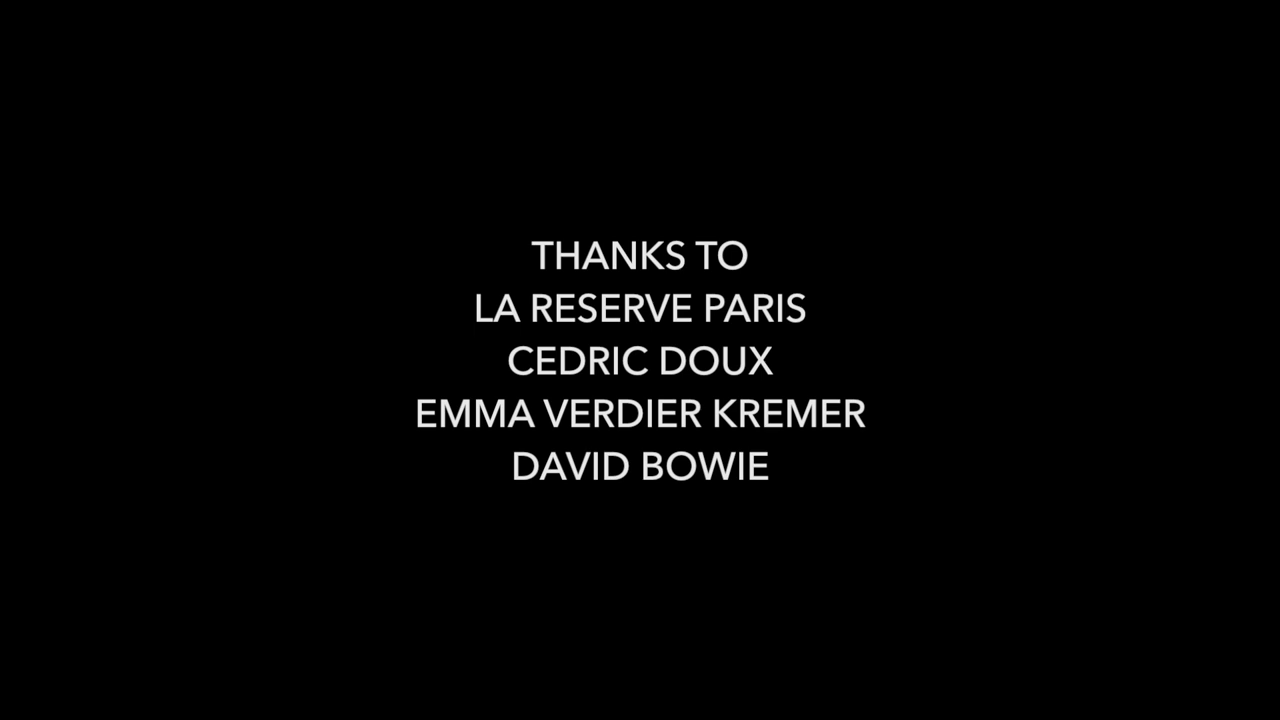 THANKS TO
LA RESERVE PARIS
CEDRIC DOUX
EMMA VERDIER KREMER
DAVID BOWIE